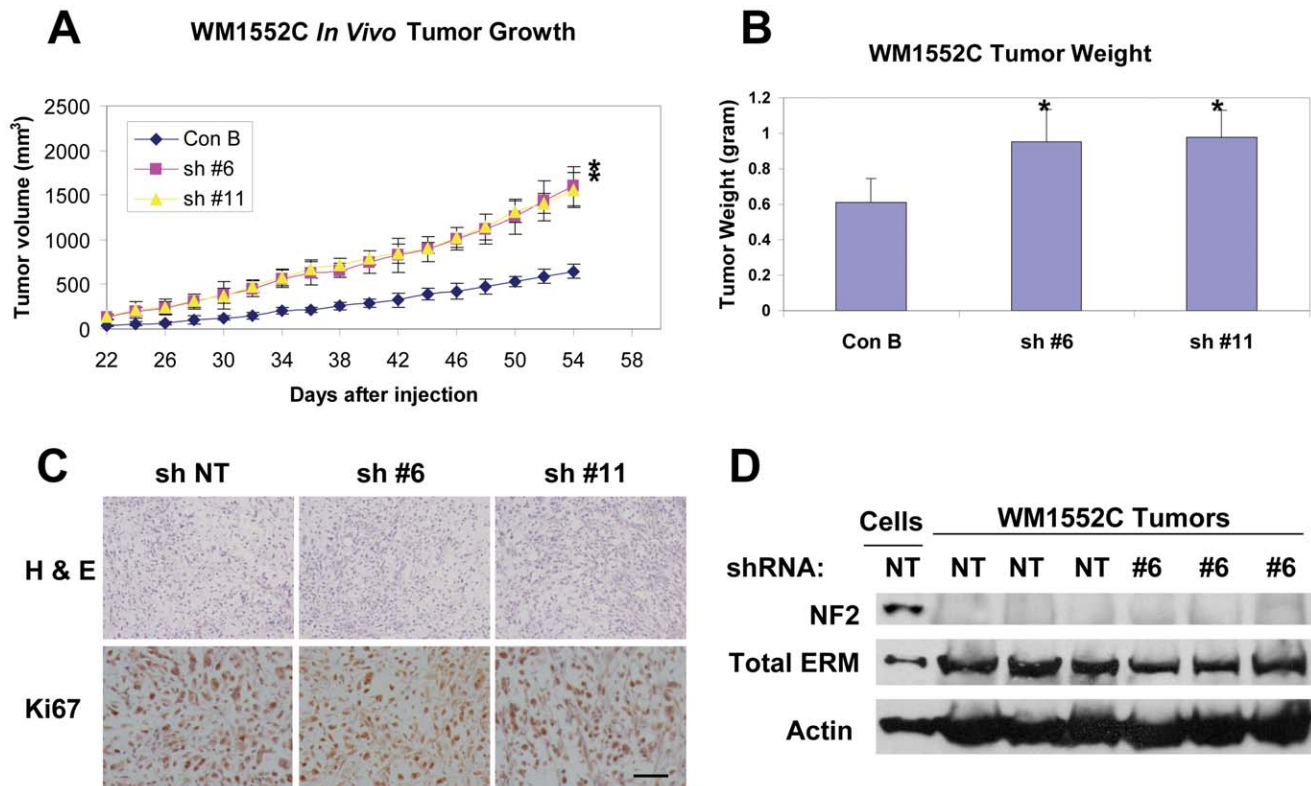 A
WM1552C In Vivo Tumor Growth
Tumor volume (mm³)
2500
2000
1500
1000
500
0
Con B
sh #6
sh #11
*
*
22 26 30 34 38 42 46 50 54 58
Days after injection
B
WM1552C Tumor Weight
Tumor Weight (gram)
1.2
1
0.8
0.6
0.4
0.2
0
* *
Con B sh #6 sh #11
C
sh NT sh #6 sh #11
H & E
Ki67
D
Cells WM1552C Tumors
shRNA: NT NT NT NT #6 #6 #6
NF2
Total ERM
Actin